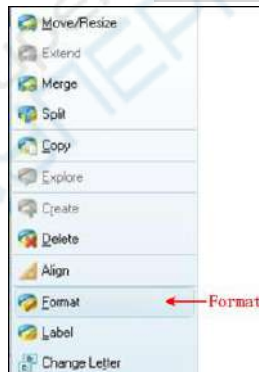 Move/Resize
Extend
Merge
Split
Copy
Explore
Create
Delete
Align
Format
Format
Label
Change Letter